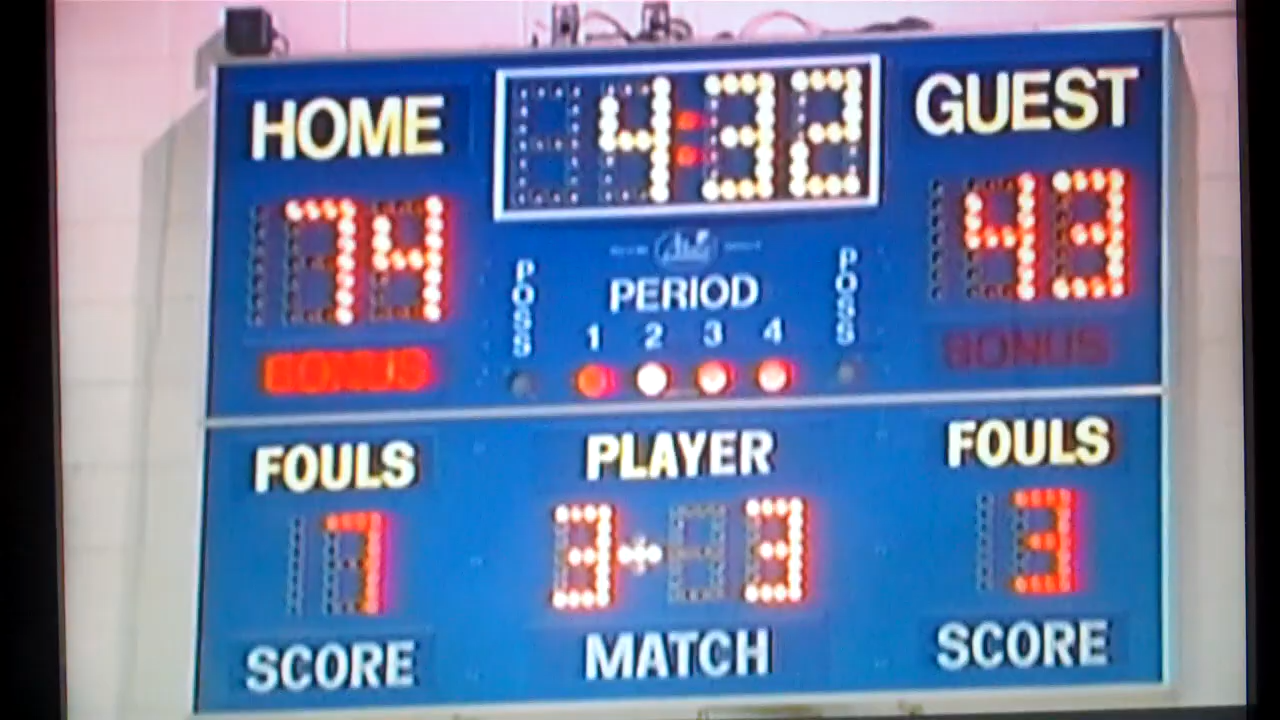 HOME 4:32 GUEST
74 43
POSS PERIOD POSS
1 2 3 4
BONUS BONUS
FOULS PLAYER FOULS
7 3 3 3
SCORE MATCH SCORE